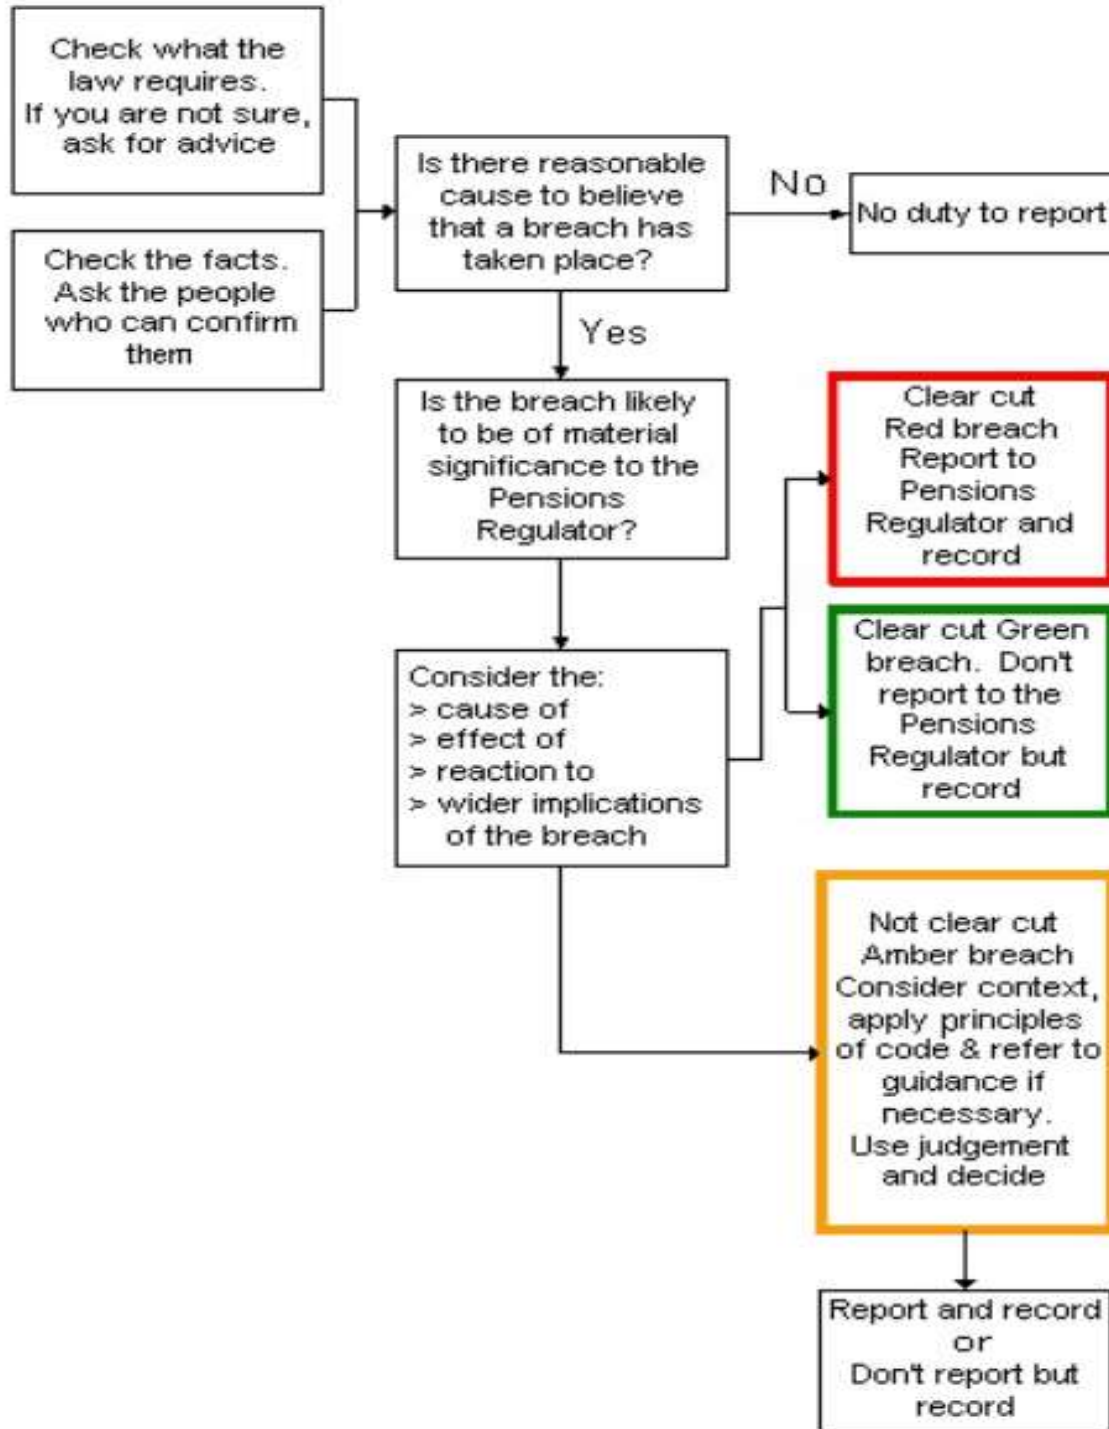 Check what the
law requires.
If you are not sure,
ask for advice
Check the facts.
Ask the people
who can confirm
them
Is there reasonable
cause to believe
that a breach has
taken place?
No
No duty to report
Yes
Is the breach likely
to be of material
significance to the
Pensions
Regulator?
Clear cut
Red breach
Report to
Pensions
Regulator and
record
Clear cut Green
breach. Don't
report to the
Pensions
Regulator but
record
Consider the:
> cause of
> effect of
> reaction to
> wider implications
of the breach
Not clear cut
Amber breach
Consider context,
apply principles
of code & refer to
guidance if
necessary.
Use judgement
and decide
Report and record
or
Don't report but
record